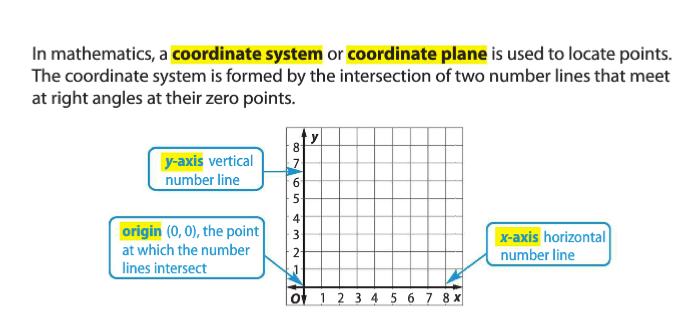 In mathematics, a coordinate system or coordinate plane is used to locate points.
The coordinate system is formed by the intersection of two number lines that meet
at right angles at their zero points.
y
8
7
y-axis vertical
number line
6
5
4
origin (0, 0), the point
at which the number
lines intersect
3
x-axis horizontal
number line
2
1
O 1 2 3 4 5 6 7 8 x